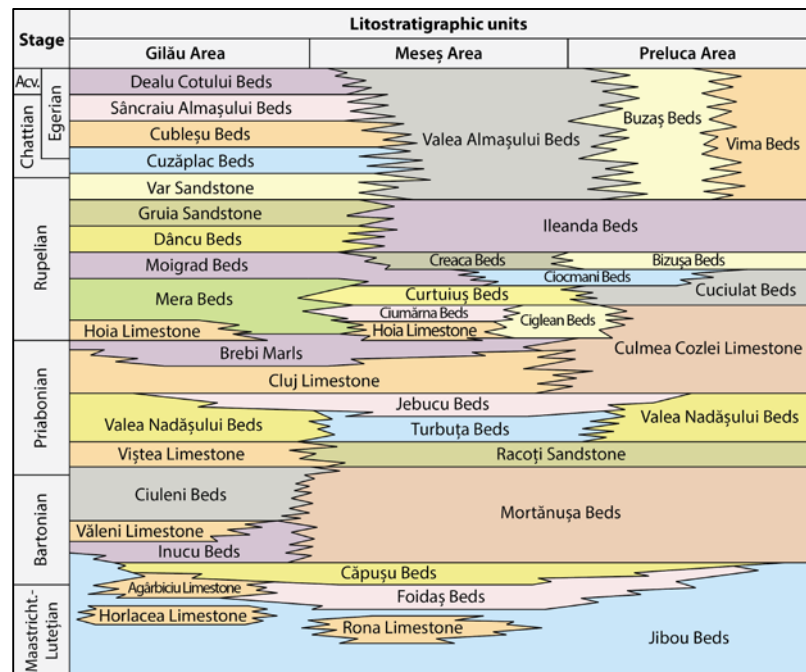 Stage
Litostratigraphic units
Gilău Area
Meseș Area
Preluca Area
Acv.
Chattian
Egerian
Rupelian
Priabonian
Bartonian
Maastricht.-
Lutețian
Dealu Cotului Beds
Sâncraiu Almașului Beds
Cubleșu Beds
Cuzăplac Beds
Valea Almașului Beds
Buzaș Beds
Vima Beds
Var Sandstone
Gruia Sandstone
Dâncu Beds
Ileanda Beds
Moigrad Beds
Creaca Beds
Bizușa Beds
Ciocmani Beds
Mera Beds
Curtuiuș Beds
Cuciulat Beds
Ciumărna Beds
Ciglean Beds
Hoia Limestone
Hoia Limestone
Brebi Marls
Culmea Cozlei Limestone
Cluj Limestone
Jebucu Beds
Valea Nadășului Beds
Turbuța Beds
Valea Nadășului Beds
Viștea Limestone
Racoți Sandstone
Ciuleni Beds
Mortănușa Beds
Văleni Limestone
Inucu Beds
Căpușu Beds
Agârbiciu Limestone
Foidaș Beds
Horlacea Limestone
Rona Limestone
Jibou Beds